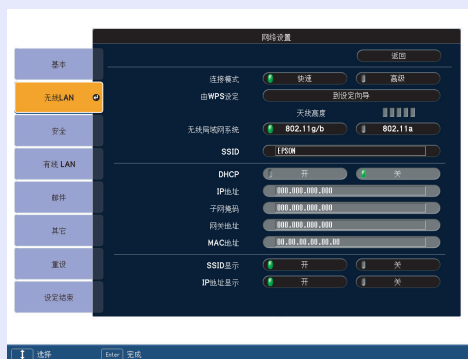 网络设置
返回
基本
无线LAN
安全
有线 LAN
邮件
其它
重设
设定结束
连接模式 快速 高级
由WPS设定 到设定向导
天线高度
无线局域网系统 802.11g/b 802.11a
SSID EPSON
DHCP 开 关
IP地址 000.000.000.000
子网掩码 000.000.000.000
网关地址 000.000.000.000
MAC地址 00.00.00.00.00.00
SSID显示 开 关
IP地址显示 开 关
选择 Enter 完成